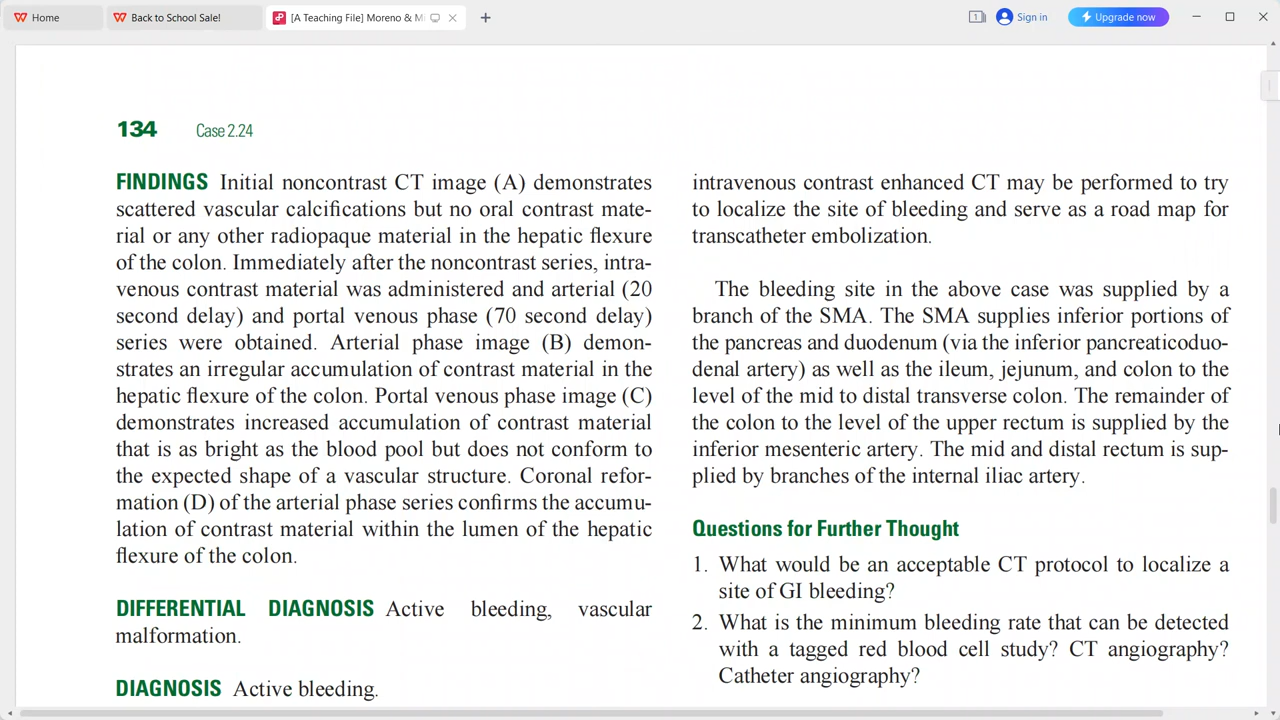 Home
Back to School Sale!
[A Teaching File] Moreno & Mi
1
Sign in
Upgrade now
134 Case 2.24
FINDINGS Initial noncontrast CT image (A) demonstrates
scattered vascular calcifications but no oral contrast mate-
rial or any other radiopaque material in the hepatic flexure
of the colon. Immediately after the noncontrast series, intra-
venous contrast material was administered and arterial (20
second delay) and portal venous phase (70 second delay)
series were obtained. Arterial phase image (B) demon-
strates an irregular accumulation of contrast material in the
hepatic flexure of the colon. Portal venous phase image (C)
demonstrates increased accumulation of contrast material
that is as bright as the blood pool but does not conform to
the expected shape of a vascular structure. Coronal refor-
mation (D) of the arterial phase series confirms the accumu-
lation of contrast material within the lumen of the hepatic
flexure of the colon.
DIFFERENTIAL DIAGNOSIS Active bleeding, vascular
malformation.
DIAGNOSIS Active bleeding.
intravenous contrast enhanced CT may be performed to try
to localize the site of bleeding and serve as a road map for
transcatheter embolization.
The bleeding site in the above case was supplied by a
branch of the SMA. The SMA supplies inferior portions of
the pancreas and duodenum (via the inferior pancreaticoduo-
denal artery) as well as the ileum, jejunum, and colon to the
level of the mid to distal transverse colon. The remainder of
the colon to the level of the upper rectum is supplied by the
inferior mesenteric artery. The mid and distal rectum is sup-
plied by branches of the internal iliac artery.
Questions for Further Thought
1. What would be an acceptable CT protocol to localize a
site of GI bleeding?
2. What is the minimum bleeding rate that can be detected
with a tagged red blood cell study? CT angiography?
Catheter angiography?